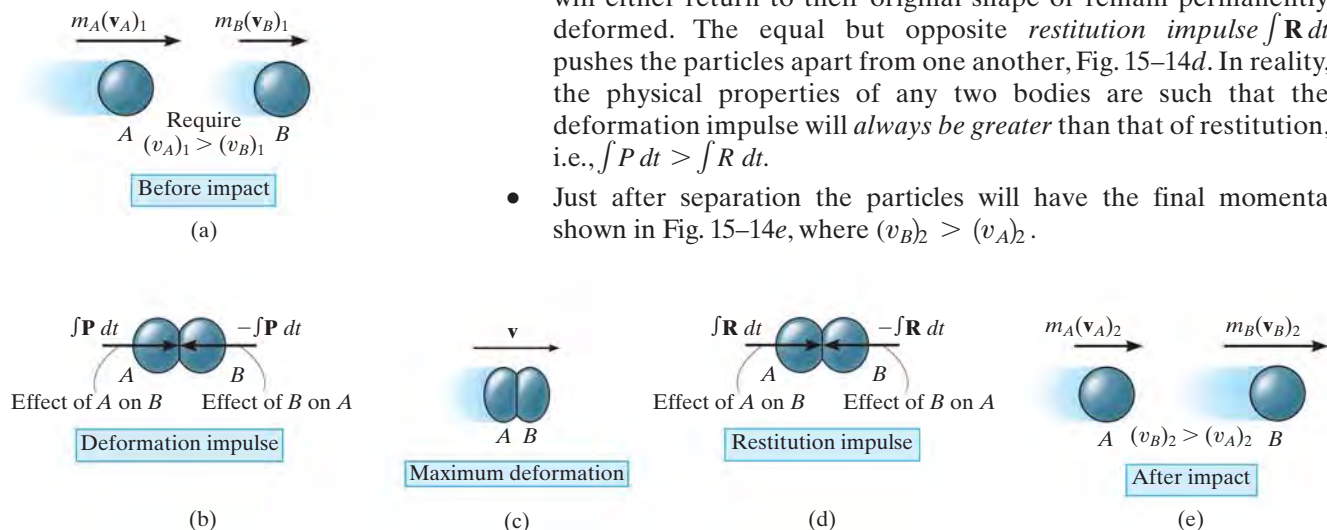 will either return to their original shape or remain permanently
deformed. The equal but opposite restitution impulse ∫R dt
pushes the particles apart from one another, Fig. 15–14d. In reality,
the physical properties of any two bodies are such that the
deformation impulse will always be greater than that of restitution,
i.e., ∫P dt > ∫R dt.
• Just after separation the particles will have the final momenta
shown in Fig. 15–14e, where (v_B)_2 > (v_A)_2.
m_A(v_A)_1 m_B(v_B)_1
A Require B
(v_A)_1 > (v_B)_1
Before impact
(a)
∫P dt −∫P dt
A B
Effect of A on B Effect of B on A
Deformation impulse
(b)
v
A B
Maximum deformation
(c)
∫R dt −∫R dt
A B
Effect of A on B Effect of B on A
Restitution impulse
(d)
m_A(v_A)_2 m_B(v_B)_2
A (v_B)_2 > (v_A)_2 B
After impact
(e)